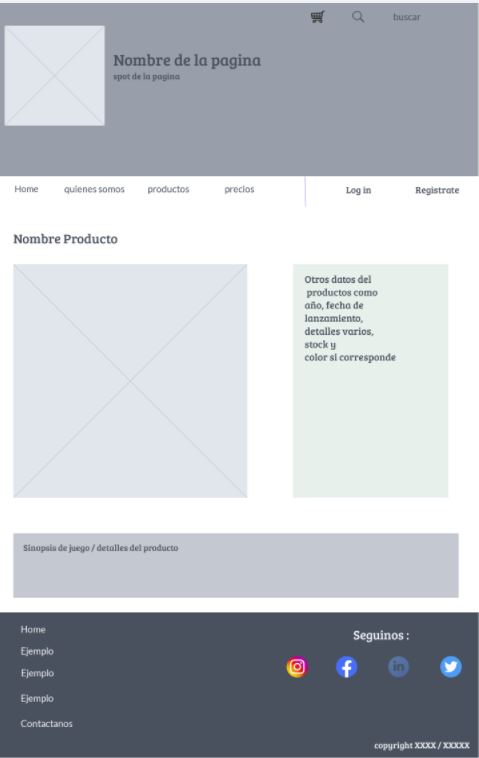 buscar
Nombre de la pagina
spot de la pagina
Home quienes somos productos precios Log in Registrate
Nombre Producto
Otros datos del
productos como
año, fecha de
lanzamiento,
detalles varios,
stock y
color si corresponde
Sinopsis de juego / detalles del producto
Home
Ejemplo
Ejemplo
Ejemplo
Contactanos
Seguinos :
in
copyright XXXX / XXXXX